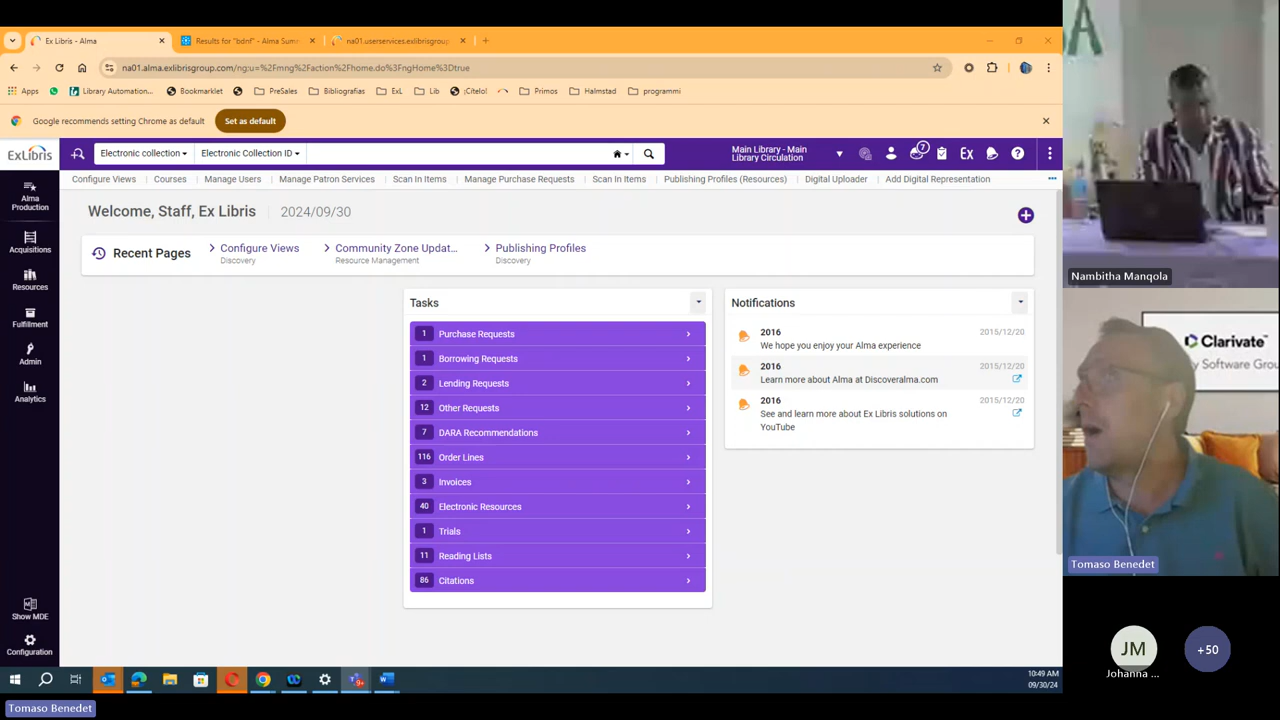 Ex Libris - Alma
Results for "bdnf" - Alma Sum
na01.userservices.exlibrisgroup
na01.alma.exlibrisgroup.com/ng:u=%2Fmng%2Faction%2Fhome.do%3FngHome%3Dtrue
Apps
Library Automation...
Bookmarklet
PreSales
Bibliografias
ExL
Lib
¡Cítelo!
Primos
Halmstad
programmi
Google recommends setting Chrome as default
Set as default
ExLibris
Electronic collection
Electronic Collection ID
Main Library - Main
Library Circulation
7
Ex
Configure Views
Courses
Manage Users
Manage Patron Services
Scan In Items
Manage Purchase Requests
Scan In Items
Publishing Profiles (Resources)
Digital Uploader
Add Digital Representation
Alma
Production
Acquisitions
Resources
Fulfillment
Admin
Analytics
Show MDE
Configuration
Welcome, Staff, Ex Libris
2024/09/30
Recent Pages
Configure Views
Discovery
Community Zone Updat...
Resource Management
Publishing Profiles
Discovery
Tasks
1 Purchase Requests
1 Borrowing Requests
2 Lending Requests
12 Other Requests
7 DARA Recommendations
116 Order Lines
3 Invoices
40 Electronic Resources
1 Trials
11 Reading Lists
86 Citations
Notifications
2016 2015/12/20
We hope you enjoy your Alma experience
2016 2015/12/20
Learn more about Alma at Discoveralma.com
2016 2015/12/20
See and learn more about Ex Libris solutions on
YouTube
10:49 AM
09/30/24
9+
Tomaso Benedet
A
Nambitha Manqola
Clarivate™
y Software Grou
Tomaso Benedet
JM
Johanna ...
+50